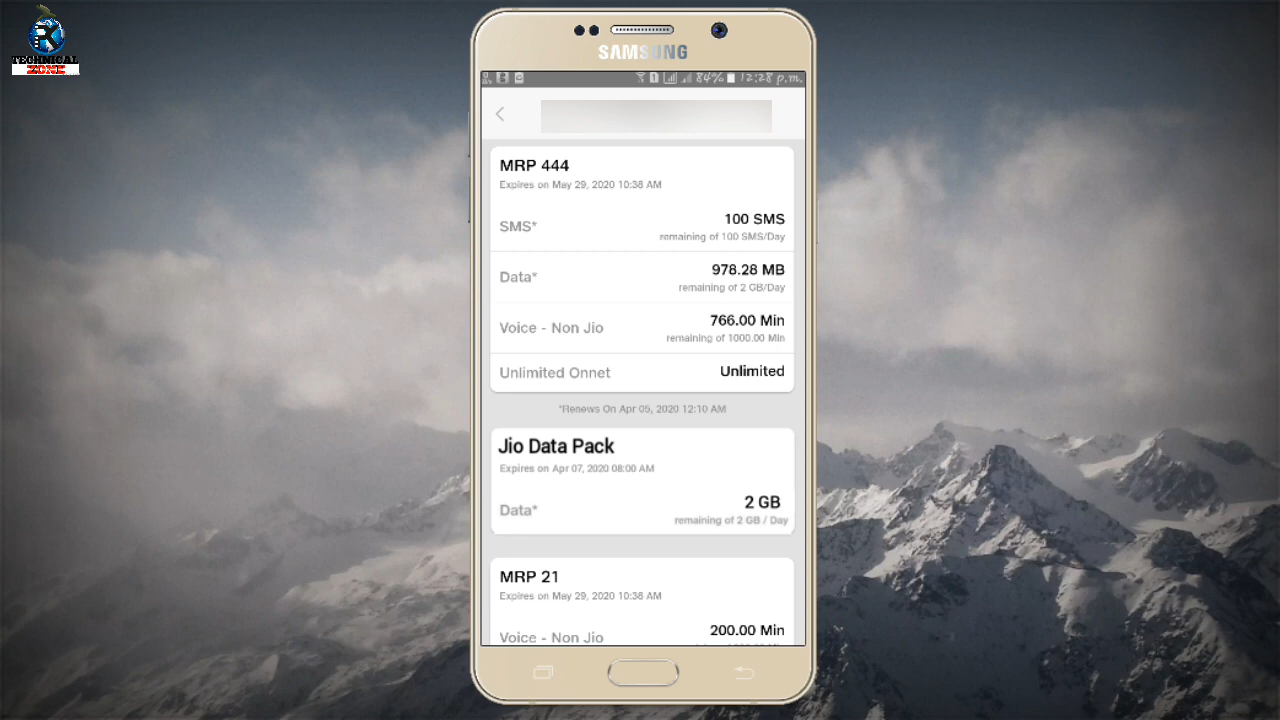 TECHNICAL
ZONE
SAMSUNG
84% 12:28 p.m.
MRP 444
Expires on May 29, 2020 10:38 AM
SMS* 100 SMS
remaining of 100 SMS/Day
Data* 978.28 MB
remaining of 2 GB/Day
Voice - Non Jio 766.00 Min
remaining of 1000.00 Min
Unlimited Onnet Unlimited
*Renews On Apr 05, 2020 12:10 AM
Jio Data Pack
Expires on Apr 07, 2020 08:00 AM
Data* 2 GB
remaining of 2 GB / Day
MRP 21
Expires on May 29, 2020 10:38 AM
Voice - Non Jio 200.00 Min